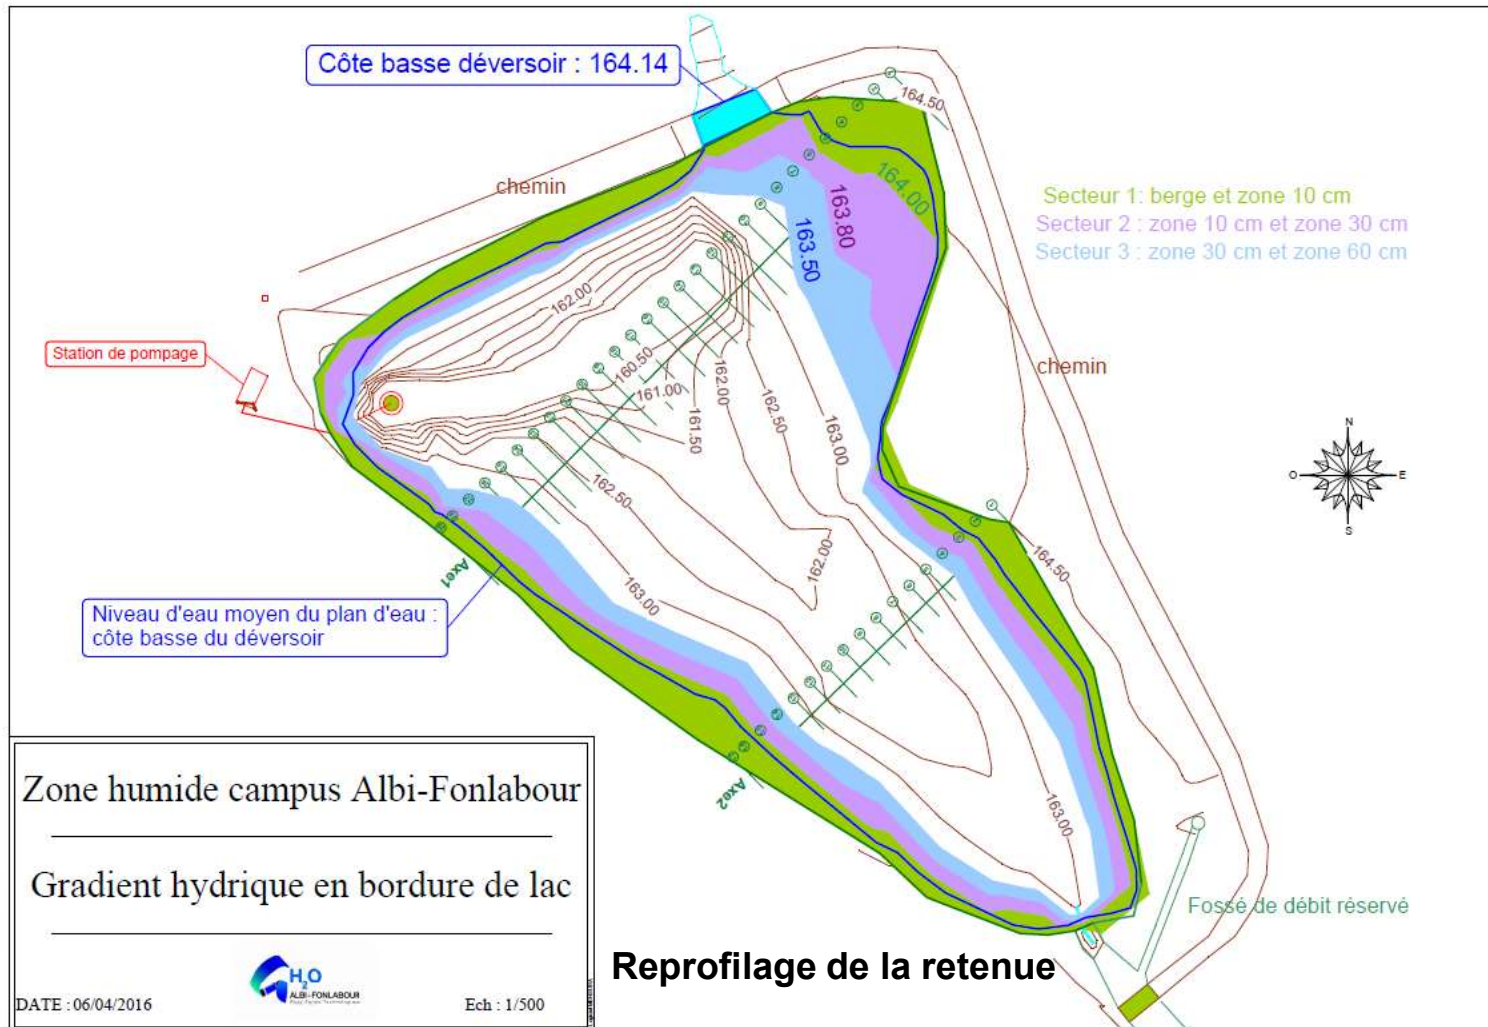 Côte basse déversoir : 164.14
164.50
chemin
164.00
163.80
163.50
Secteur 1: berge et zone 10 cm
Secteur 2 : zone 10 cm et zone 30 cm
Secteur 3 : zone 30 cm et zone 60 cm
162.00
Station de pompage
160.50
161.00
162.00
161.50
162.50
163.00
chemin
N
O
E
S
162.50
162.00
164.50
Axe1
163.00
Niveau d'eau moyen du plan d'eau :
côte basse du déversoir
Axe2
163.00
Zone humide campus Albi-Fonlabour
Gradient hydrique en bordure de lac
Fossé de débit réservé
Reprofilage de la retenue
H2O
ALBI-FONLABOUR
DATE : 06/04/2016
Ech : 1/500